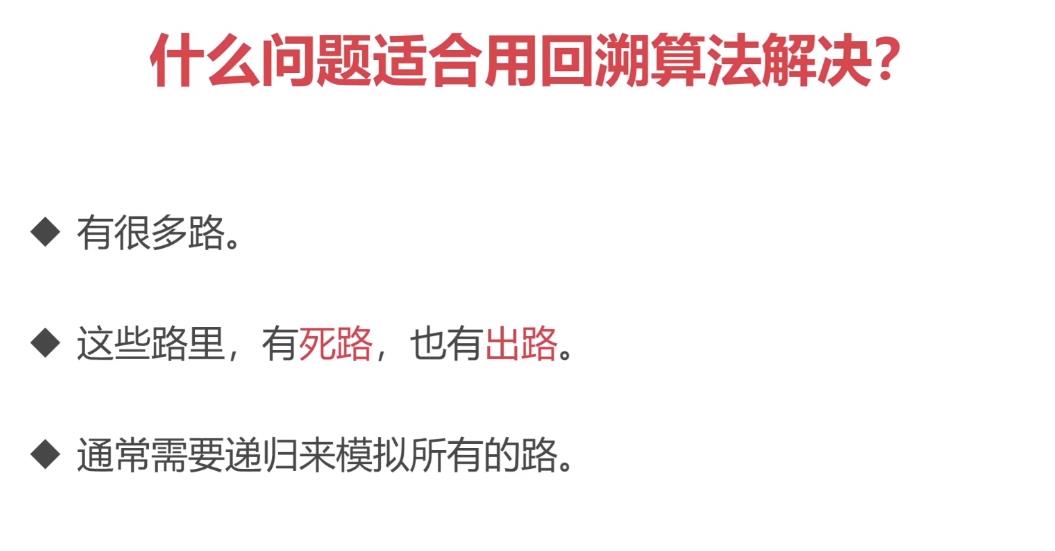 什么问题适合用回溯算法解决？
◆ 有很多路。
◆ 这些路里，有死路，也有出路。
◆ 通常需要递归来模拟所有的路。